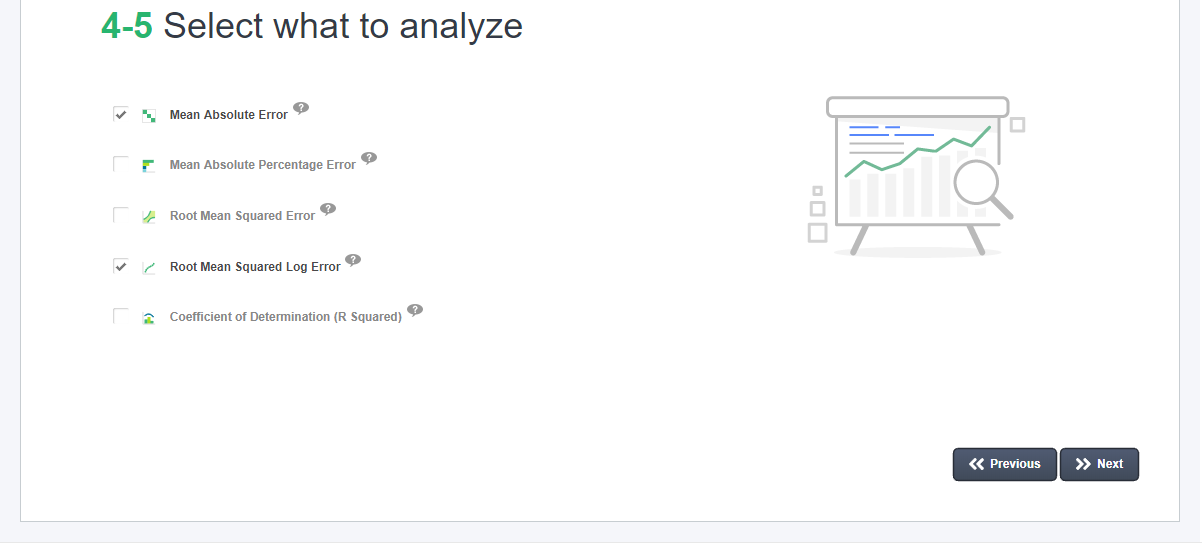 4-5 Select what to analyze
Mean Absolute Error ?
Mean Absolute Percentage Error ?
Root Mean Squared Error ?
Root Mean Squared Log Error ?
Coefficient of Determination (R Squared) ?
Previous
Next